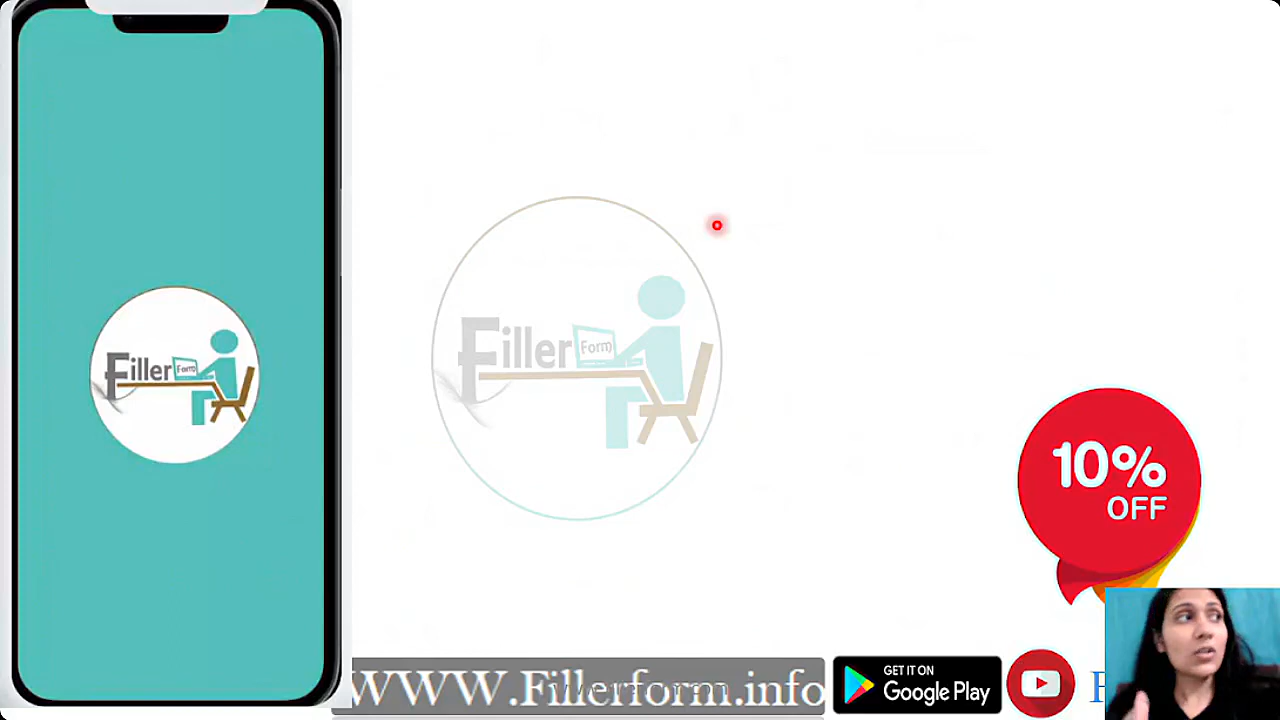 Filler Form
Filler Form
10%
OFF
WWW.Fillerform.info
GET IT ON
Google Play
F